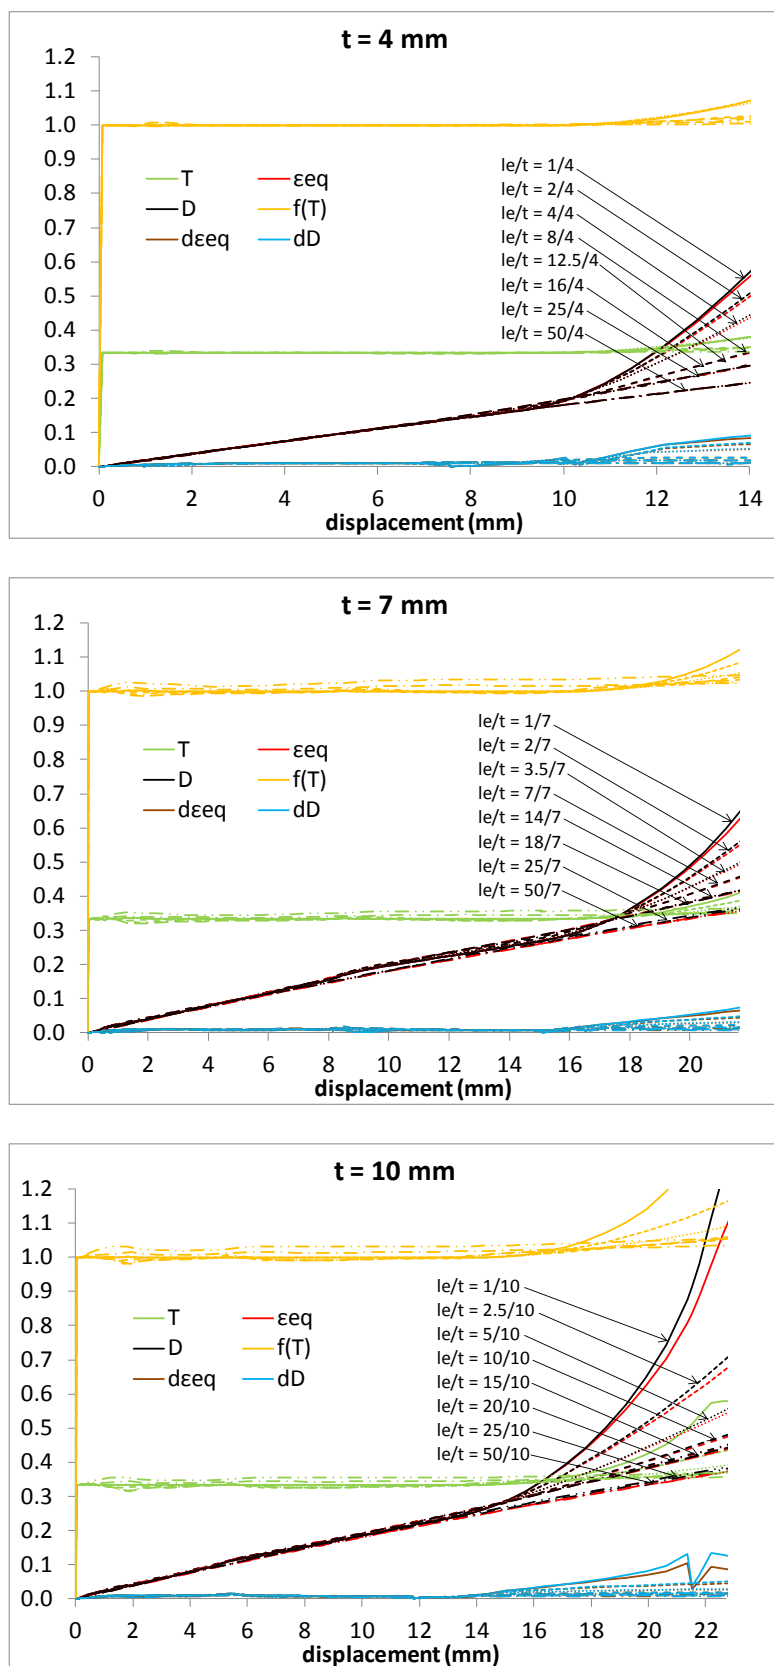 t = 4 mm
1.2
1.1
1.0
0.9
0.8
0.7
0.6
0.5
0.4
0.3
0.2
0.1
0.0
T εeq
D f(T)
dεeq dD
le/t = 1/4
le/t = 2/4
le/t = 4/4
le/t = 8/4
le/t = 12.5/4
le/t = 16/4
le/t = 25/4
le/t = 50/4
0 2 4 6 8 10 12 14
displacement (mm)
t = 7 mm
1.2
1.1
1.0
0.9
0.8
0.7
0.6
0.5
0.4
0.3
0.2
0.1
0.0
T εeq
D f(T)
dεeq dD
le/t = 1/7
le/t = 2/7
le/t = 3.5/7
le/t = 7/7
le/t = 14/7
le/t = 18/7
le/t = 25/7
le/t = 50/7
0 2 4 6 8 10 12 14 16 18 20
displacement (mm)
t = 10 mm
1.2
1.1
1.0
0.9
0.8
0.7
0.6
0.5
0.4
0.3
0.2
0.1
0.0
T εeq
D f(T)
dεeq dD
le/t = 1/10
le/t = 2.5/10
le/t = 5/10
le/t = 10/10
le/t = 15/10
le/t = 20/10
le/t = 25/10
le/t = 50/10
0 2 4 6 8 10 12 14 16 18 20 22
displacement (mm)